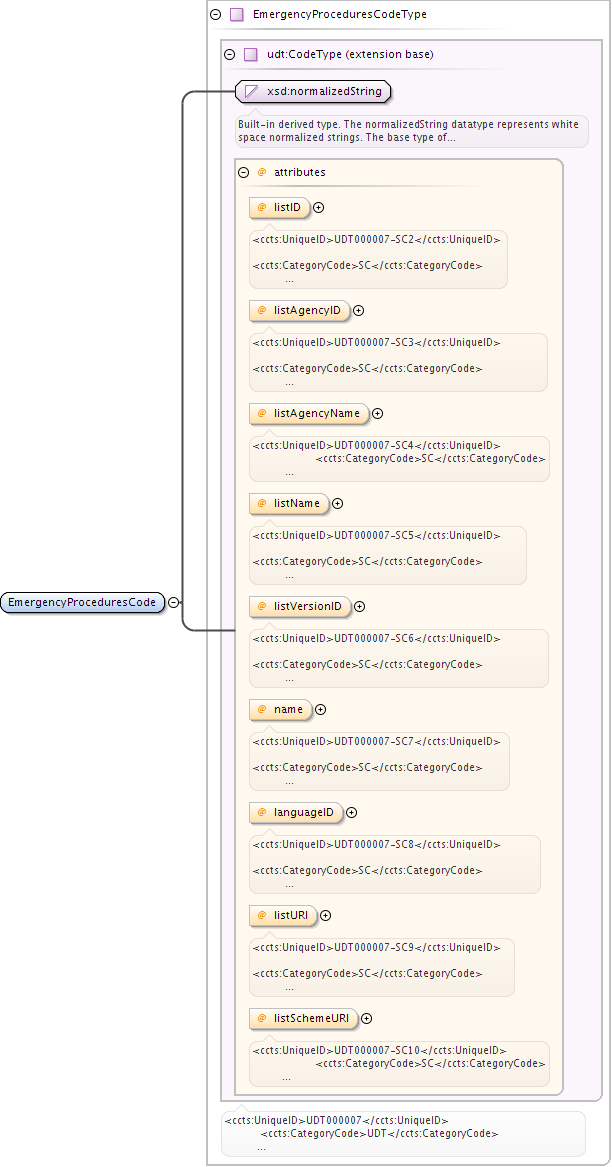 EmergencyProceduresCodeType
udt:CodeType (extension base)
xsd:normalizedString
Built-in derived type. The normalizedString datatype represents white
space normalized strings. The base type of...
@ attributes
@ listID
<ccts:UniqueID>UDT000007-SC2</ccts:UniqueID>
<ccts:CategoryCode>SC</ccts:CategoryCode>
...
@ listAgencyID
<ccts:UniqueID>UDT000007-SC3</ccts:UniqueID>
<ccts:CategoryCode>SC</ccts:CategoryCode>
...
@ listAgencyName
<ccts:UniqueID>UDT000007-SC4</ccts:UniqueID>
<ccts:CategoryCode>SC</ccts:CategoryCode>
...
@ listName
<ccts:UniqueID>UDT000007-SC5</ccts:UniqueID>
<ccts:CategoryCode>SC</ccts:CategoryCode>
...
EmergencyProceduresCode
@ listVersionID
<ccts:UniqueID>UDT000007-SC6</ccts:UniqueID>
<ccts:CategoryCode>SC</ccts:CategoryCode>
...
@ name
<ccts:UniqueID>UDT000007-SC7</ccts:UniqueID>
<ccts:CategoryCode>SC</ccts:CategoryCode>
...
@ languageID
<ccts:UniqueID>UDT000007-SC8</ccts:UniqueID>
<ccts:CategoryCode>SC</ccts:CategoryCode>
...
@ listURI
<ccts:UniqueID>UDT000007-SC9</ccts:UniqueID>
<ccts:CategoryCode>SC</ccts:CategoryCode>
...
@ listSchemeURI
<ccts:UniqueID>UDT000007-SC10</ccts:UniqueID>
<ccts:CategoryCode>SC</ccts:CategoryCode>
...
<ccts:UniqueID>UDT000007</ccts:UniqueID>
<ccts:CategoryCode>UDT</ccts:CategoryCode>
...